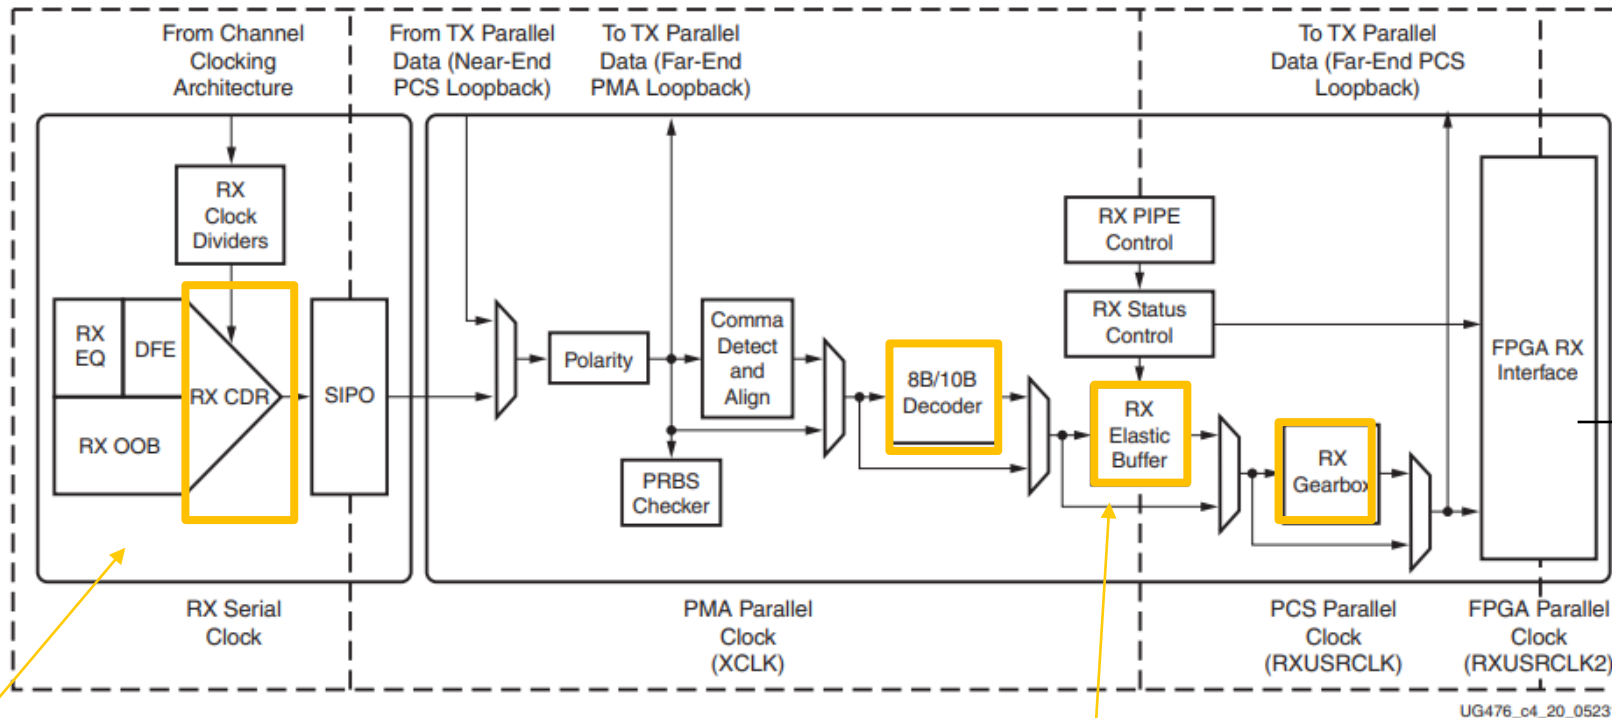 From Channel
Clocking
Architecture
From TX Parallel
Data (Near-End
PCS Loopback)
To TX Parallel
Data (Far-End
PMA Loopback)
To TX Parallel
Data (Far-End PCS
Loopback)
RX
Clock
Dividers
RX
EQ
DFE
RX CDR
RX OOB
SIPO
Polarity
Comma
Detect
and
Align
PRBS
Checker
8B/10B
Decoder
RX PIPE
Control
RX Status
Control
RX
Elastic
Buffer
RX
Gearbox
FPGA RX
Interface
RX Serial
Clock
PMA Parallel
Clock
(XCLK)
PCS Parallel
Clock
(RXUSRCLK)
FPGA Parallel
Clock
(RXUSRCLK2)
UG476_c4_20_0523